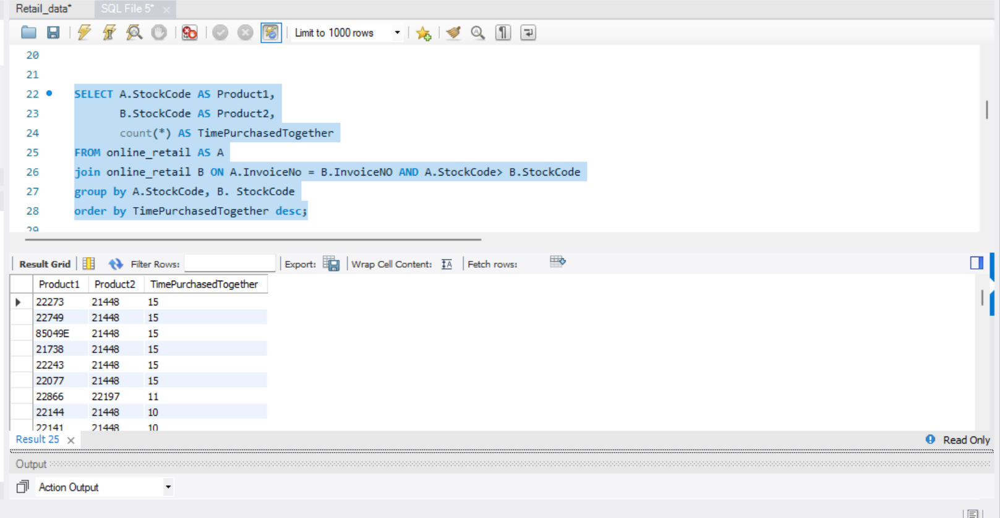 Retail_data* SQL File 5* ×
Limit to 1000 rows
20
21
22 SELECT A.StockCode AS Product1,
23 B.StockCode AS Product2,
24 count(*) AS TimePurchasedTogether
25 FROM online_retail AS A
26 join online_retail B ON A.InvoiceNo = B.InvoiceNO AND A.StockCode> B.StockCode
27 group by A.StockCode, B. StockCode
28 order by TimePurchasedTogether desc;
29
Result Grid Filter Rows: Export: Wrap Cell Content: IA Fetch rows:
Product1 Product2 TimePurchasedTogether
22273 21448 15
22749 21448 15
85049E 21448 15
21738 21448 15
22243 21448 15
22077 21448 15
22866 22197 11
22144 21448 10
22141 21448 10
Result 25 × Read Only
Output
Action Output